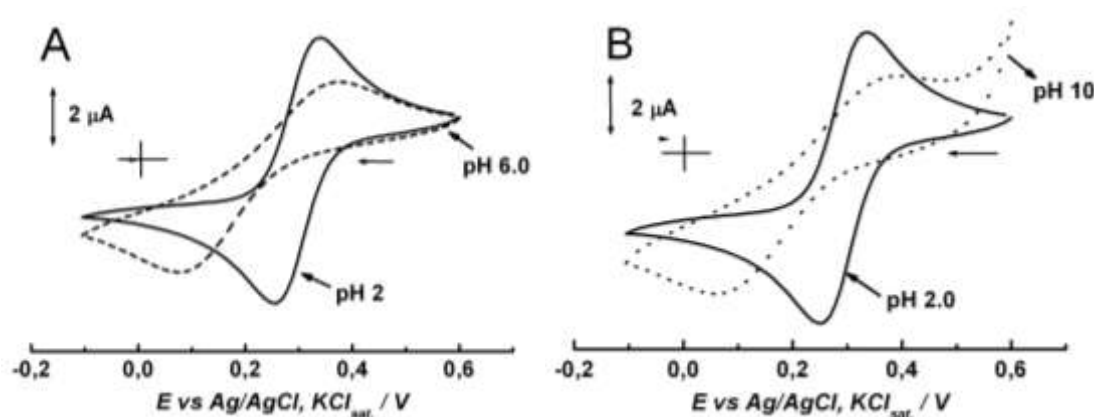 A
2 μA
pH 6.0
pH 2
-0,2 0,0 0,2 0,4 0,6
E vs Ag/AgCl, KCl sat. / V
B
2 μA
pH 10
pH 2.0
-0,2 0,0 0,2 0,4 0,6
E vs Ag/AgCl, KCl sat. / V